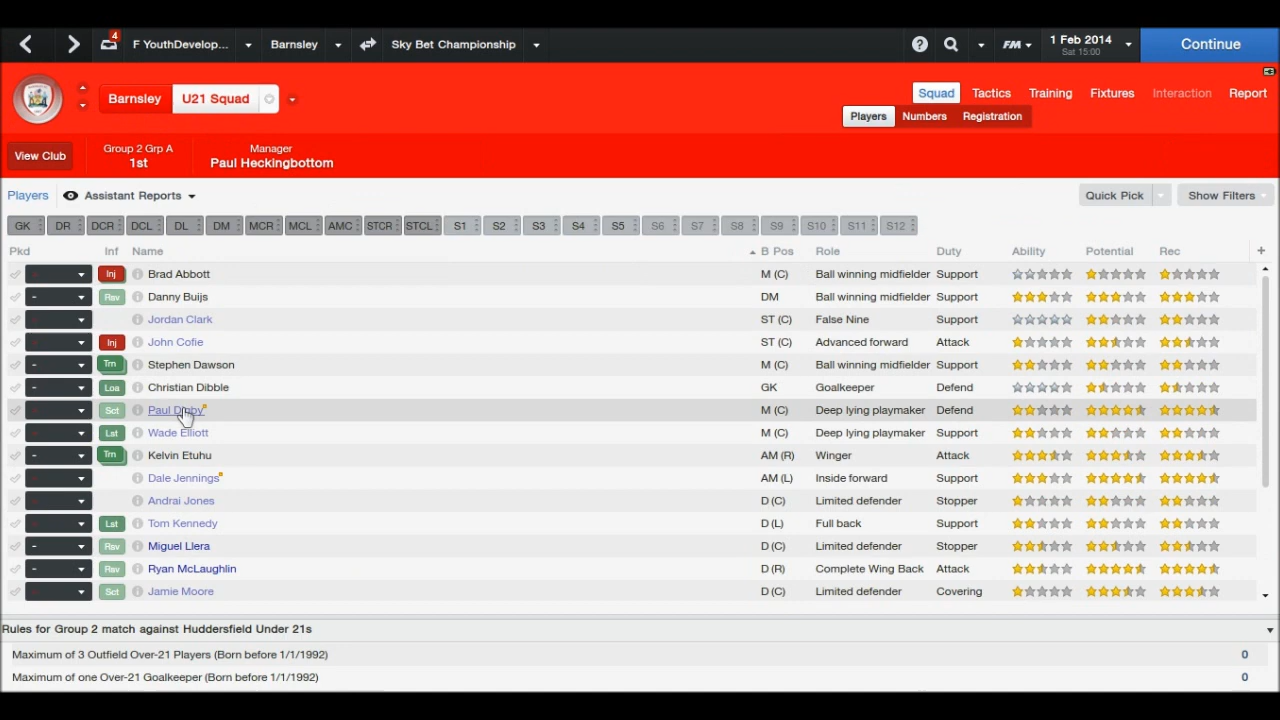 4
F YouthDevelop... Barnsley Sky Bet Championship FM 1 Feb 2014 Continue
Sat 15:00
Barnsley U21 Squad Squad Tactics Training Fixtures Interaction Report
Players Numbers Registration
View Club Group 2 Grp A Manager
1st Paul Heckingbottom
Players Assistant Reports Quick Pick Show Filters
GK DR DCR DCL DL DM MCR MCL AMC STCR STCL S1 S2 S3 S4 S5 S6 S7 S8 S9 S10 S11 S12
Pkd Inf Name B Pos Role Duty Ability Potential Rec +
Inj Brad Abbott M (C) Ball winning midfielder Support
- Rsv Danny Buijs DM Ball winning midfielder Support
Jordan Clark ST (C) False Nine Support
Inj John Cofie ST (C) Advanced forward Attack
- Trn Stephen Dawson M (C) Ball winning midfielder Support
- Loa Christian Dibble GK Goalkeeper Defend
Sct Paul M (C) Deep lying playmaker Defend
Lst Wade Elliott M (C) Deep lying playmaker Support
- Trn Kelvin Etuhu AM (R) Winger Attack
Dale Jennings AM (L) Inside forward Support
Andrai Jones D (C) Limited defender Stopper
Lst Tom Kennedy D (L) Full back Support
- Rsv Miguel Llera D (C) Limited defender Stopper
- Rsv Ryan McLaughlin D (R) Complete Wing Back Attack
Sct Jamie Moore D (C) Limited defender Covering
Rules for Group 2 match against Huddersfield Under 21s
Maximum of 3 Outfield Over-21 Players (Born before 1/1/1992) 0
Maximum of one Over-21 Goalkeeper (Born before 1/1/1992) 0